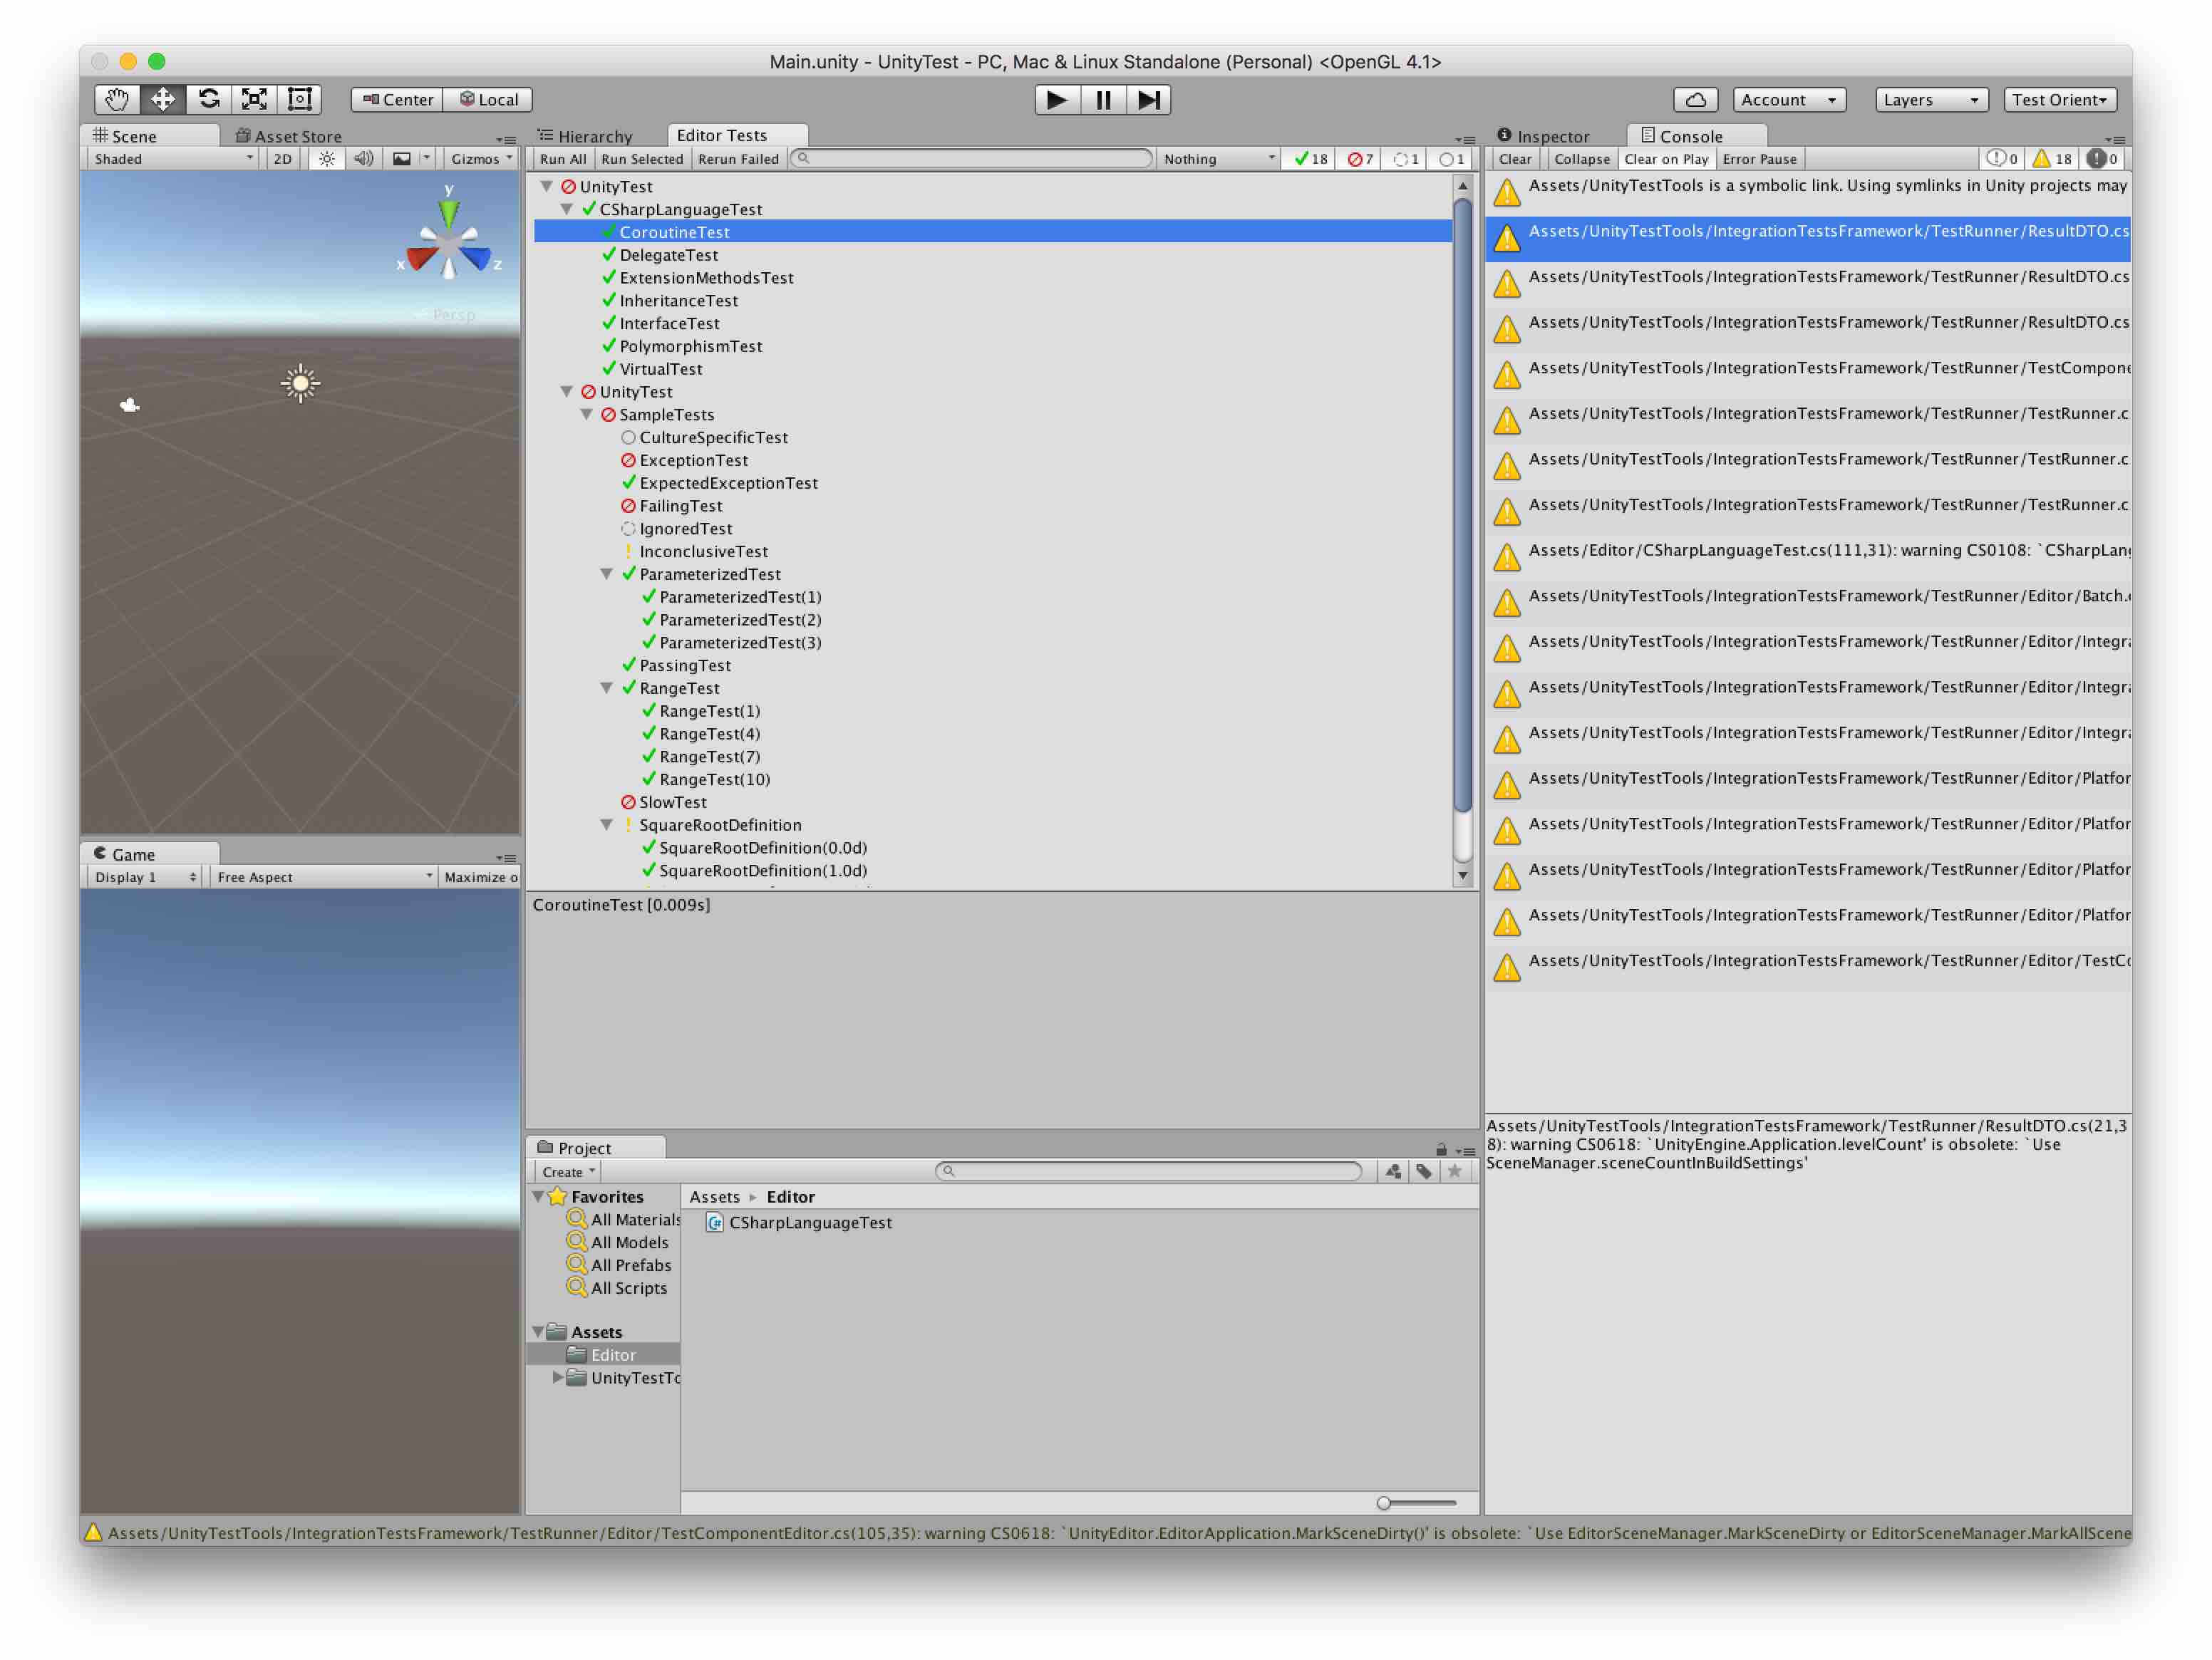 Main.unity - UnityTest - PC, Mac & Linux Standalone (Personal) <OpenGL 4.1>
Center Local
Account Layers Test Orient
Scene Asset Store
Shaded 2D Gizmos
y
x z
Persp
Hierarchy Editor Tests
Run All Run Selected Rerun Failed Nothing 18 7 1 1
UnityTest
CSharpLanguageTest
CoroutineTest
DelegateTest
ExtensionMethodsTest
InheritanceTest
InterfaceTest
PolymorphismTest
VirtualTest
UnityTest
SampleTests
CultureSpecificTest
ExceptionTest
ExpectedExceptionTest
FailingTest
IgnoredTest
InconclusiveTest
ParameterizedTest
ParameterizedTest(1)
ParameterizedTest(2)
ParameterizedTest(3)
PassingTest
RangeTest
RangeTest(1)
RangeTest(4)
RangeTest(7)
RangeTest(10)
SlowTest
SquareRootDefinition
SquareRootDefinition(0.0d)
SquareRootDefinition(1.0d)
CoroutineTest [0.009s]
Inspector Console
Clear Collapse Clear on Play Error Pause 0 18 0
Assets/UnityTestTools is a symbolic link. Using symlinks in Unity projects may
Assets/UnityTestTools/IntegrationTestsFramework/TestRunner/ResultDTO.cs
Assets/UnityTestTools/IntegrationTestsFramework/TestRunner/ResultDTO.cs
Assets/UnityTestTools/IntegrationTestsFramework/TestRunner/ResultDTO.cs
Assets/UnityTestTools/IntegrationTestsFramework/TestRunner/TestCompone
Assets/UnityTestTools/IntegrationTestsFramework/TestRunner/TestRunner.c
Assets/UnityTestTools/IntegrationTestsFramework/TestRunner/TestRunner.c
Assets/UnityTestTools/IntegrationTestsFramework/TestRunner/TestRunner.c
Assets/Editor/CSharpLanguageTest.cs(111,31): warning CS0108: `CSharpLan
Assets/UnityTestTools/IntegrationTestsFramework/TestRunner/Editor/Batch.
Assets/UnityTestTools/IntegrationTestsFramework/TestRunner/Editor/Integr
Assets/UnityTestTools/IntegrationTestsFramework/TestRunner/Editor/Integr
Assets/UnityTestTools/IntegrationTestsFramework/TestRunner/Editor/Integr
Assets/UnityTestTools/IntegrationTestsFramework/TestRunner/Editor/Platfor
Assets/UnityTestTools/IntegrationTestsFramework/TestRunner/Editor/Platfor
Assets/UnityTestTools/IntegrationTestsFramework/TestRunner/Editor/Platfor
Assets/UnityTestTools/IntegrationTestsFramework/TestRunner/Editor/Platfor
Assets/UnityTestTools/IntegrationTestsFramework/TestRunner/Editor/TestC
Assets/UnityTestTools/IntegrationTestsFramework/TestRunner/ResultDTO.cs(21,3
8): warning CS0618: `UnityEngine.Application.levelCount' is obsolete: `Use
SceneManager.sceneCountInBuildSettings'
Game
Display 1 Free Aspect Maximize o
Project
Create
Favorites
All Materials
All Models
All Prefabs
All Scripts
Assets
Editor
UnityTestTo
Assets Editor
CSharpLanguageTest
Assets/UnityTestTools/IntegrationTestsFramework/TestRunner/Editor/TestComponentEditor.cs(105,35): warning CS0618: `UnityEditor.EditorApplication.MarkSceneDirty()' is obsolete: `Use EditorSceneManager.MarkSceneDirty or EditorSceneManager.MarkAllScene